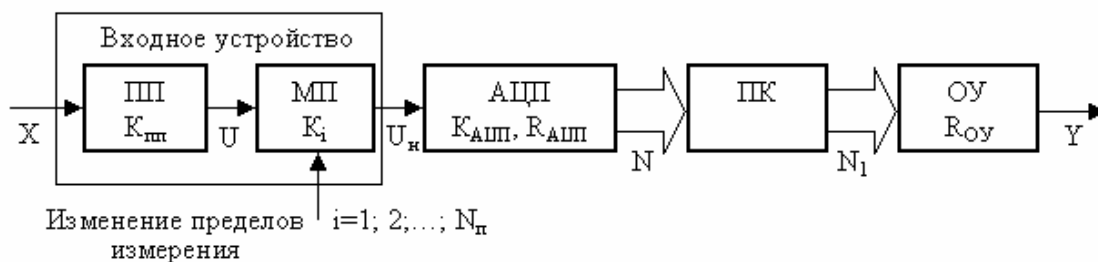 Входное устройство
ПП
Kпп
МП
Ki
АЦП
KАЦП, RАЦП
ПК
ОУ
RОУ
X
U
Uн
N
N1
Y
Изменение пределов
измерения
i=1; 2;...; Nп